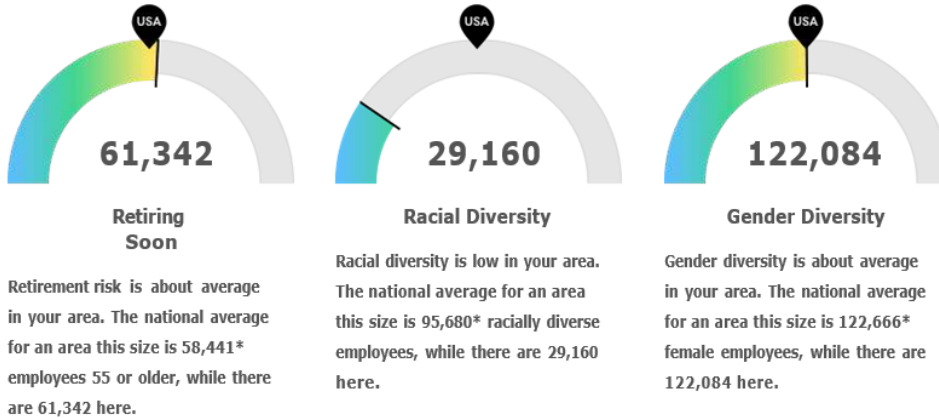 USA
61,342
Retiring
Soon
Retirement risk is about average
in your area. The national average
for an area this size is 58,441*
employees 55 or older, while there
are 61,342 here.
USA
29,160
Racial Diversity
Racial diversity is low in your area.
The national average for an area
this size is 95,680* racially diverse
employees, while there are 29,160
here.
USA
122,084
Gender Diversity
Gender diversity is about average
in your area. The national average
for an area this size is 122,666*
female employees, while there are
122,084 here.